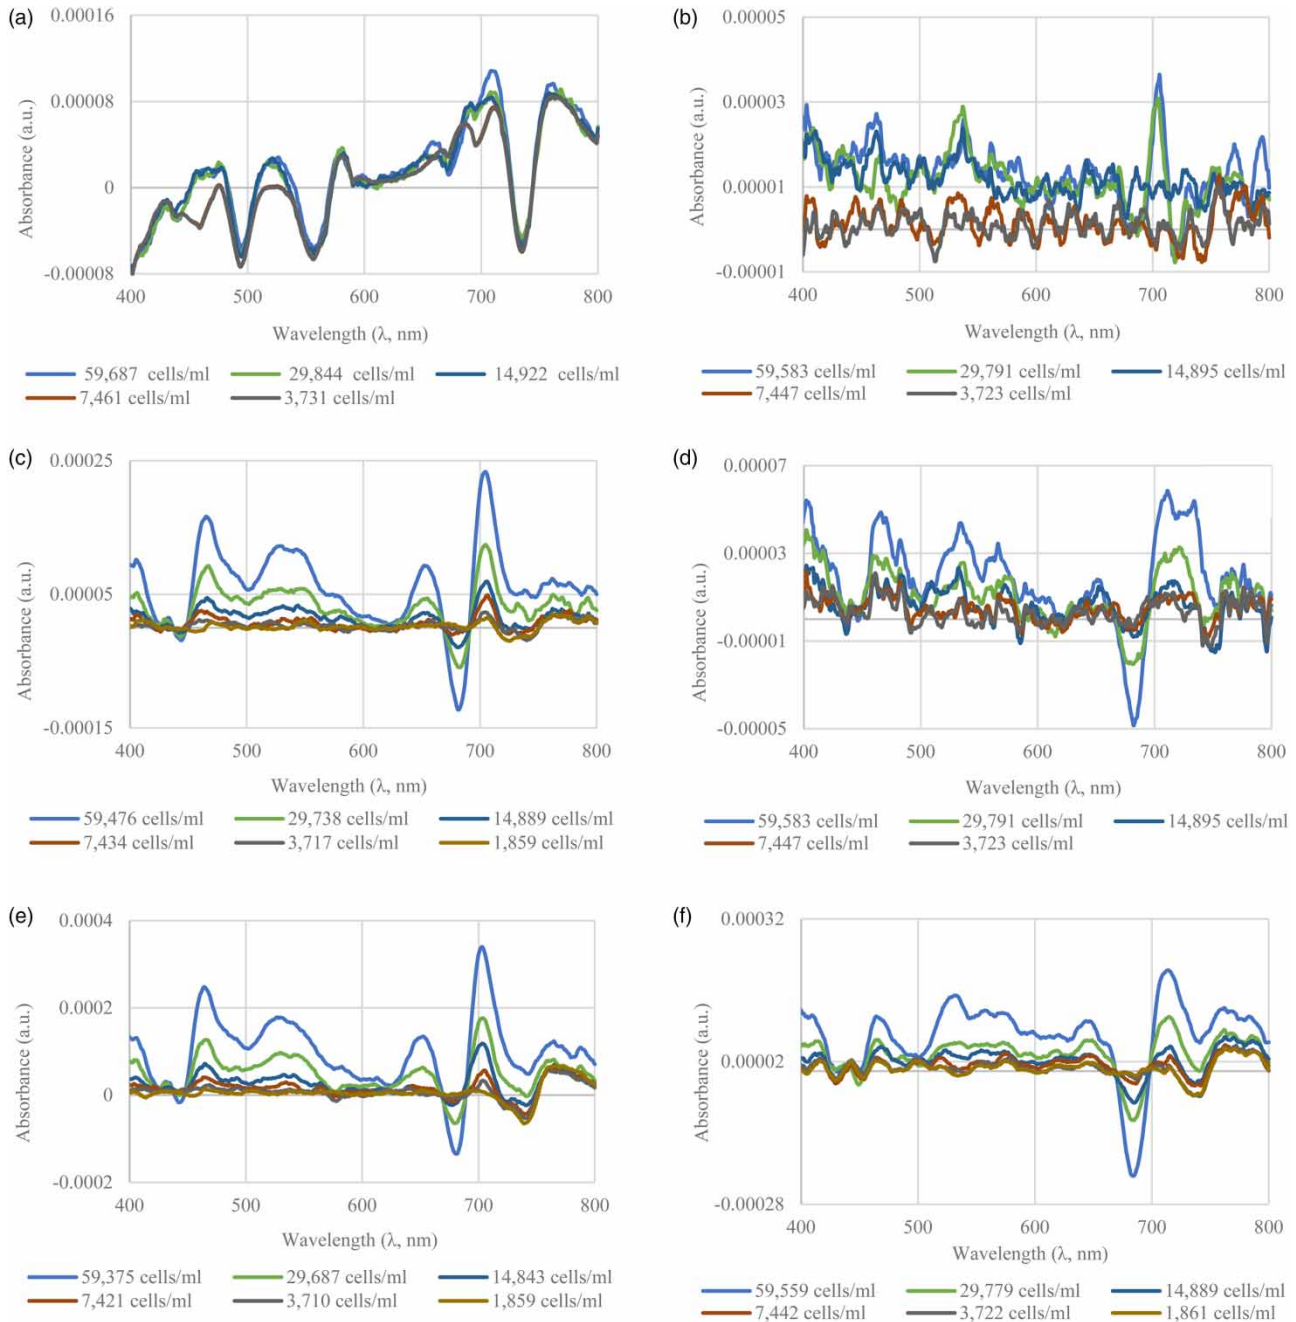 (a)
0.00016
0.00008
0
-0.00008
Absorbance (a.u.)
400 500 600 700 800
Wavelength (λ, nm)
59,687 cells/ml 29,844 cells/ml 14,922 cells/ml
7,461 cells/ml 3,731 cells/ml
(b)
0.00005
0.00003
0.00001
-0.00001
Absorbance (a.u.)
400 500 600 700 800
Wavelength (λ, nm)
59,583 cells/ml 29,791 cells/ml 14,895 cells/ml
7,447 cells/ml 3,723 cells/ml
(c)
0.00025
0.00005
-0.00015
Absorbance (a.u.)
400 500 600 700 800
Wavelength (λ, nm)
59,476 cells/ml 29,738 cells/ml 14,889 cells/ml
7,434 cells/ml 3,717 cells/ml 1,859 cells/ml
(d)
0.00007
0.00003
-0.00001
-0.00005
Absorbance (a.u.)
400 500 600 700 800
Wavelength (λ, nm)
59,583 cells/ml 29,791 cells/ml 14,895 cells/ml
7,447 cells/ml 3,723 cells/ml
(e)
0.0004
0.0002
0
-0.0002
Absorbance (a.u.)
400 500 600 700 800
Wavelength (λ, nm)
59,375 cells/ml 29,687 cells/ml 14,843 cells/ml
7,421 cells/ml 3,710 cells/ml 1,859 cells/ml
(f)
0.00032
0.00002
-0.00028
Absorbance (a.u.)
400 500 600 700 800
Wavelength (λ, nm)
59,559 cells/ml 29,779 cells/ml 14,889 cells/ml
7,442 cells/ml 3,722 cells/ml 1,861 cells/ml